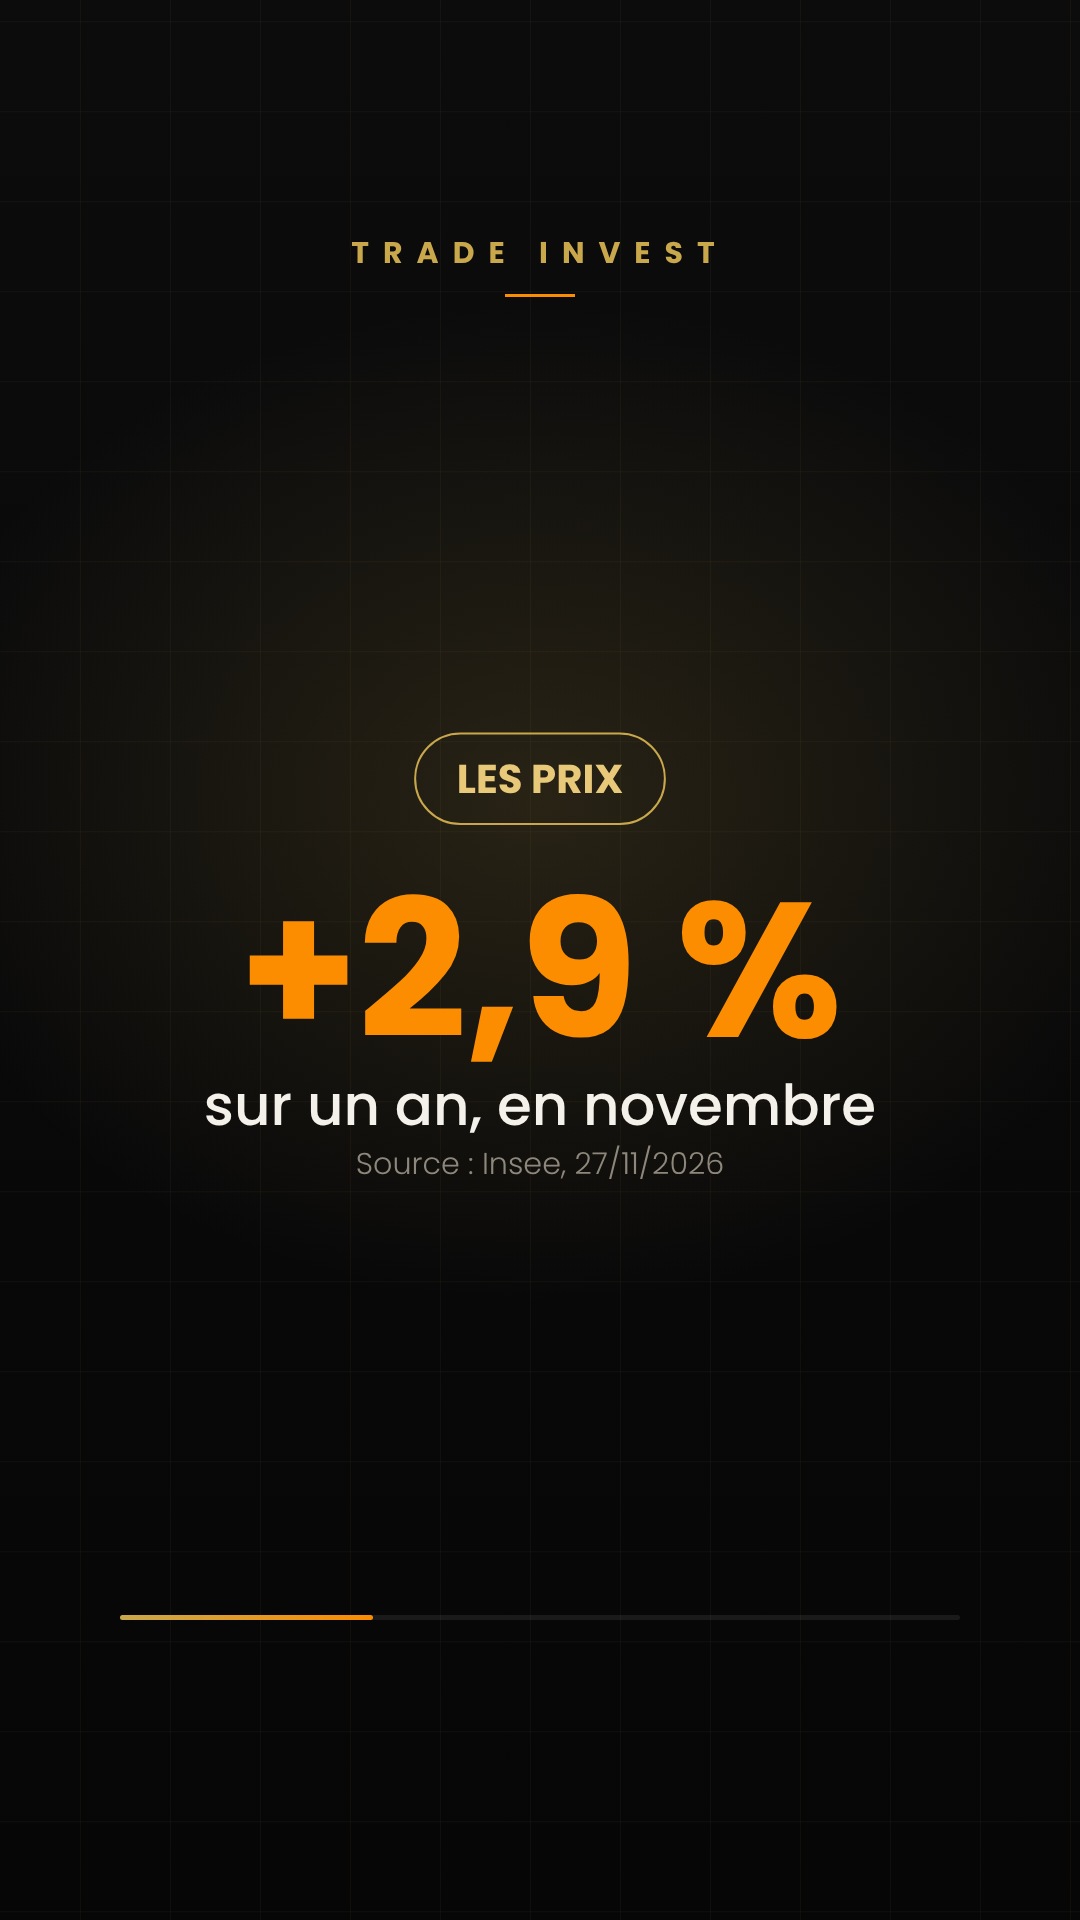 TRADE INVEST
LES PRIX
+2,9 %
sur un an, en novembre
Source : Insee, 27/11/2026